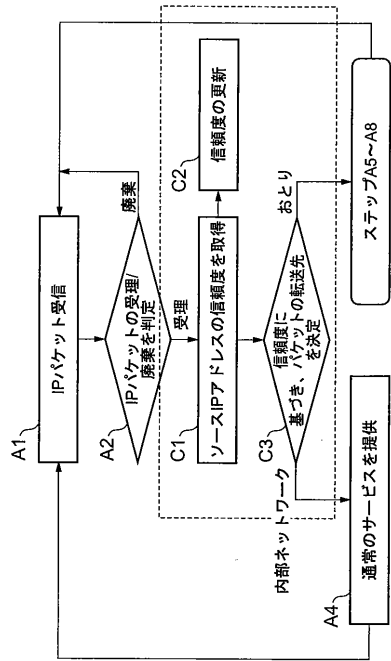 A1
IPパケット受信
A2
IPパケットの受理/
廃棄を判定
廃棄
受理
C1
ソースIPアドレスの信頼度を取得
C2
信頼度の更新
C3
信頼度に
基づき、パケットの転送先
を決定
内部ネットワーク
おとり
A4
通常のサービスを提供
ステップA5〜A8